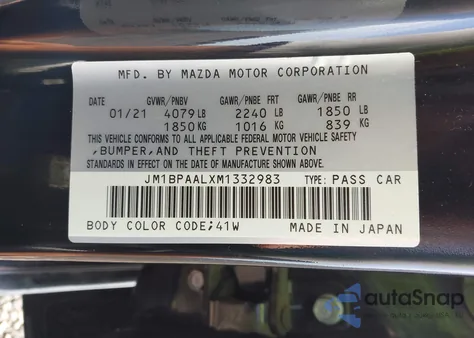 MFD. BY MAZDA MOTOR CORPORATION
DATE GVWR/PNBV GAWR/PNBE FRT GAWR/PNBE RR
01/21 4079 LB 2240 LB 1850 LB
1850 KG 1016 KG 839 KG
THIS VEHICLE CONFORMS TO ALL APPLICABLE FEDERAL MOTOR VEHICLE SAFETY
,BUMPER,AND THEFT PREVENTION
STANDARDS IN EFFECT ON THE DATE OF MANUFACTURE SHOWN ABOVE.
JM1BPAALXM1332983 TYPE: PASS CAR
BODY COLOR CODE;41W MADE IN JAPAN
autoSnap